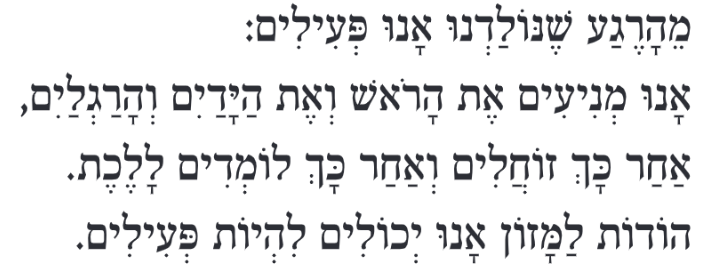 מֵהָרֶגַע שֶׁנּוֹלַדְנוּ אָנוּ פְּעִילִים:
אָנוּ מְנִיעִים אֶת הָרֹאשׁ וְאֶת הַיָּדַיִם וְהָרַגְלַיִם,
אַחַר כָּךְ זוֹחֲלִים וְאַחַר כָּךְ לוֹמְדִים לָלֶכֶת.
הוֹדוֹת לַמָּזוֹן אָנוּ יְכוֹלִים לִהְיוֹת פְּעִילִים.